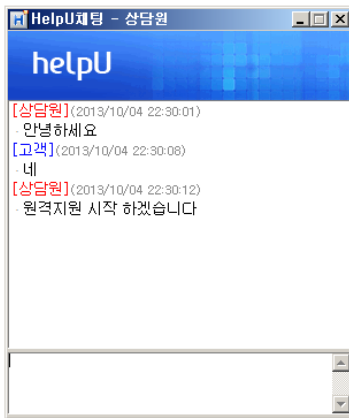 HelpU채팅 - 상담원
helpU
[상담원](2013/10/04 22:30:01)
- 안녕하세요
[고객](2013/10/04 22:30:08)
- 네
[상담원](2013/10/04 22:30:12)
- 원격지원 시작 하겠습니다